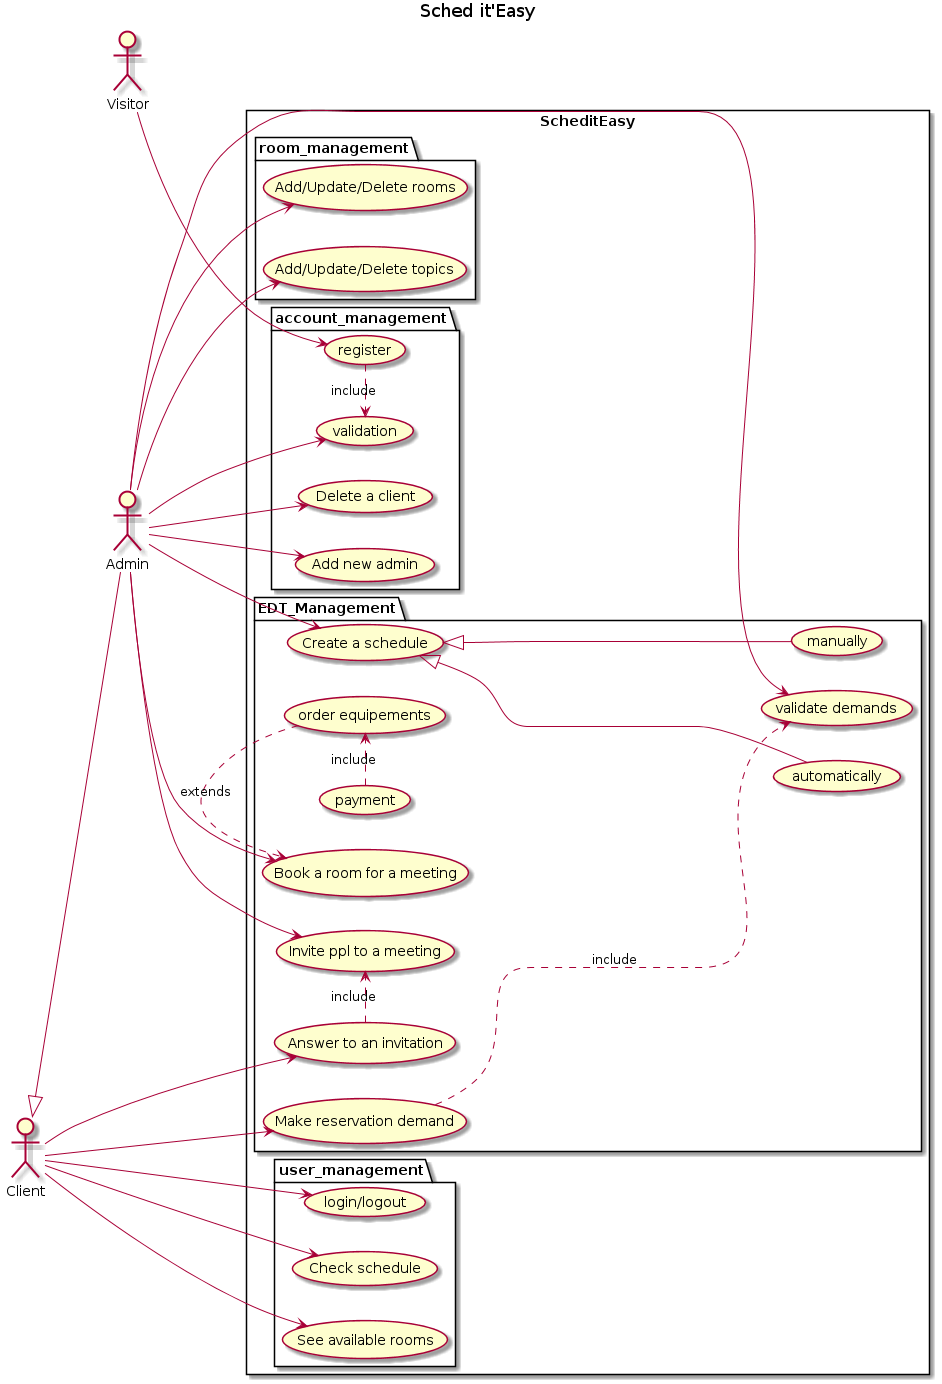 Sched it'Easy
Visitor
ScheditEasy
room_management
Add/Update/Delete rooms
Add/Update/Delete topics
account_management
register
include
validation
Delete a client
Admin
Add new admin
EDT_Management
Create a schedule
manually
order equipements
validate demands
include
automatically
extends
payment
Book a room for a meeting
Invite ppl to a meeting
include
include
Answer to an invitation
Make reservation demand
user_management
Client
login/logout
Check schedule
See available rooms